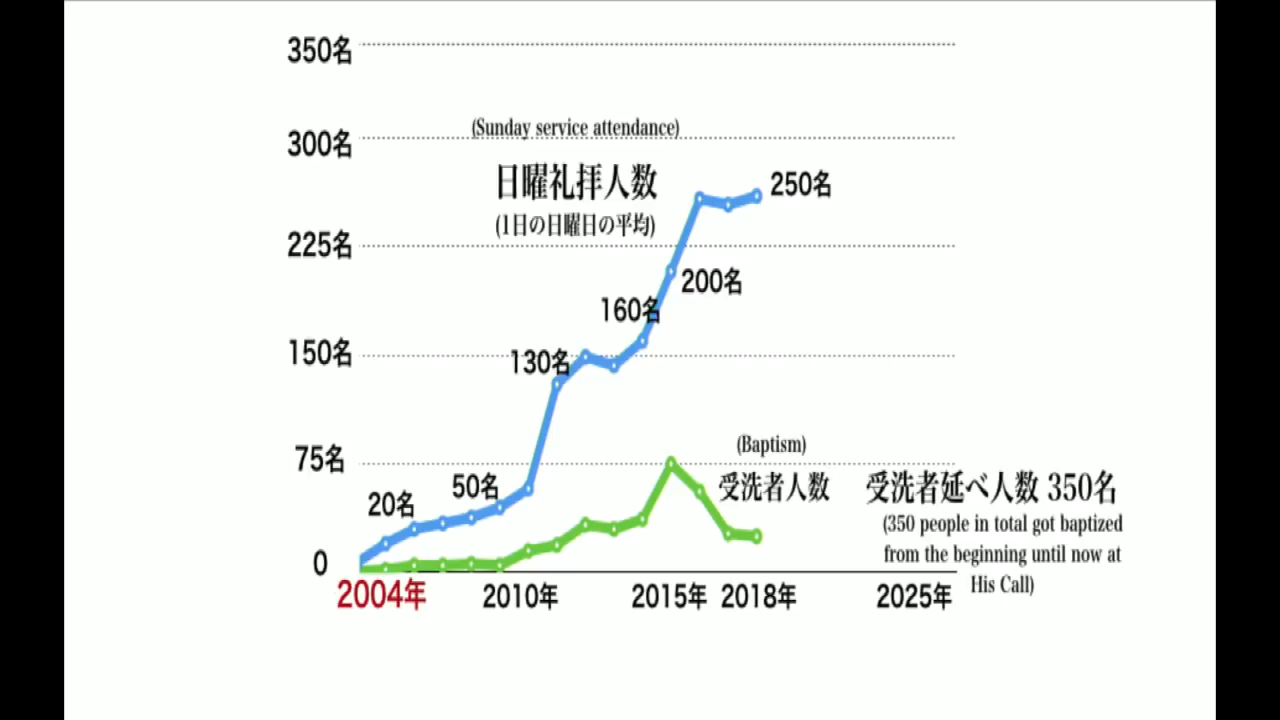 350名
(Sunday service attendance)
300名
日曜礼拝人数
250名
(1日の日曜日の平均)
225名
200名
160名
150名
130名
(Baptism)
75名
50名
受洗者人数
受洗者延べ人数 350名
20名
(350 people in total got baptized
from the beginning until now at
His Call)
0
2004年
2010年
2015年
2018年
2025年